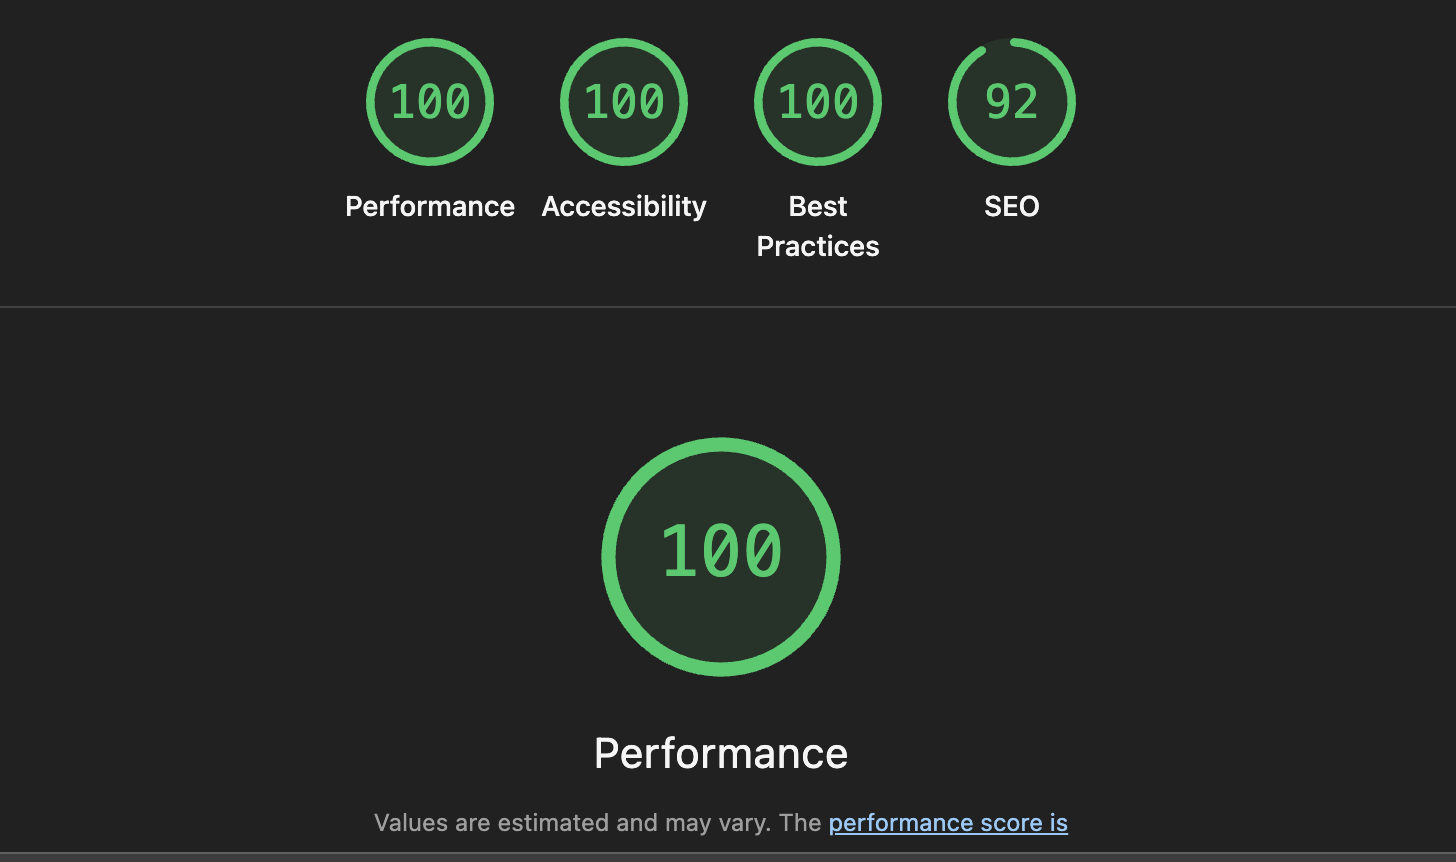 100
100
100
92
Performance
Accessibility
Best
Practices
SEO
100
Performance
Values are estimated and may vary. The performance score is